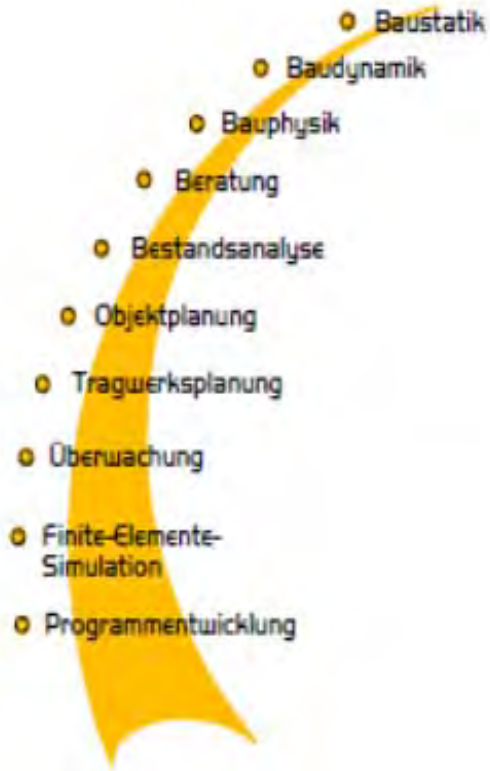 Baustatik
Baudynamik
Bauphysik
Beratung
Bestandsanalyse
Objektplanung
Tragwerksplanung
Überwachung
Finite-Elemente-
Simulation
Programmentwicklung